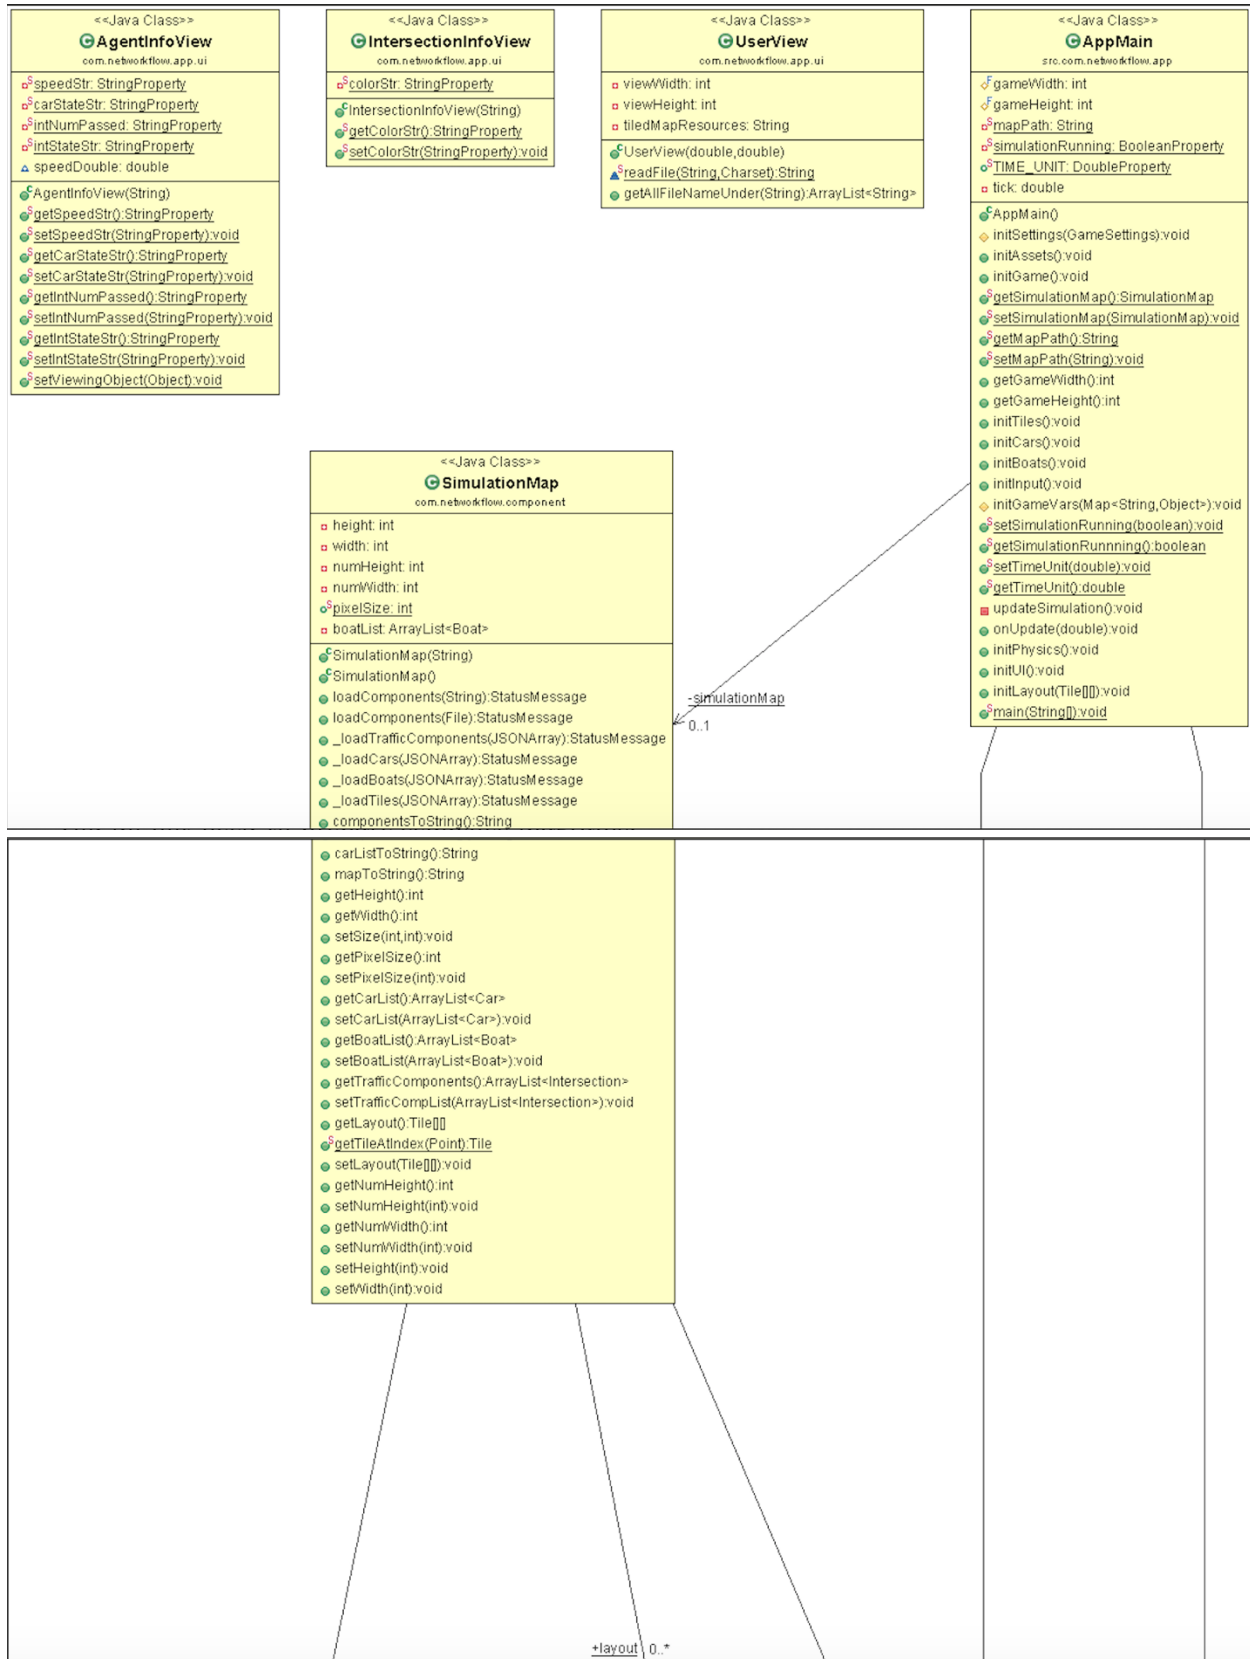 <<Java Class>>
AgentInfoView
com.networkflow.app.ui
speedStr: StringProperty
carStateStr: StringProperty
intNumPassed: StringProperty
intStateStr: StringProperty
speedDouble: double
AgentInfoView(String)
getSpeedStr():StringProperty
setSpeedStr(StringProperty):void
getCarStateStr():StringProperty
setCarStateStr(StringProperty):void
getIntNumPassed():StringProperty
setIntNumPassed(StringProperty):void
getIntStateStr():StringProperty
setIntStateStr(StringProperty):void
setViewingObject(Object):void
<<Java Class>>
IntersectionInfoView
com.networkflow.app.ui
colorStr: StringProperty
IntersectionInfoView(String)
getColorStr():StringProperty
setColorStr(StringProperty):void
<<Java Class>>
UserView
com.networkflow.app.ui
viewWidth: int
viewHeight: int
tiledMapResources: String
UserView(double,double)
readFile(String,Charset):String
getAllFileNameUnder(String):ArrayList<String>
<<Java Class>>
AppMain
src.com.networkflow.app
gameWidth: int
gameHeight: int
mapPath: String
simulationRunning: BooleanProperty
TIME_UNIT: DoubleProperty
tick: double
AppMain()
initSettings(GameSettings):void
initAssets():void
initGame():void
getSimulationMap():SimulationMap
setSimulationMap(SimulationMap):void
getMapPath():String
setMapPath(String):void
getGameWidth():int
getGameHeight():int
initTiles():void
initCars():void
initBoats():void
initInput():void
initGameVars(Map<String,Object>):void
setSimulationRunning(boolean):void
getSimulationRunnning():boolean
setTimeUnit(double):void
getTimeUnit():double
updateSimulation():void
onUpdate(double):void
initPhysics():void
initUI():void
initLayout(Tile[][]):void
main(String[]):void
<<Java Class>>
SimulationMap
com.networkflow.component
height: int
width: int
numHeight: int
numWidth: int
pixelSize: int
boatList: ArrayList<Boat>
SimulationMap(String)
SimulationMap()
loadComponents(String):StatusMessage
loadComponents(File):StatusMessage
_loadTrafficComponents(JSONArray):StatusMessage
_loadCars(JSONArray):StatusMessage
_loadBoats(JSONArray):StatusMessage
_loadTiles(JSONArray):StatusMessage
componentsToString():String
-simulationMap
0..1
carListToString():String
mapToString():String
getHeight():int
getWidth():int
setSize(int,int):void
getPixelSize():int
setPixelSize(int):void
getCarList():ArrayList<Car>
setCarList(ArrayList<Car>):void
getBoatList():ArrayList<Boat>
setBoatList(ArrayList<Boat>):void
getTrafficComponents():ArrayList<Intersection>
setTrafficCompList(ArrayList<Intersection>):void
getLayout():Tile[][]
getTileAtIndex(Point):Tile
setLayout(Tile[][]):void
getNumHeight():int
setNumHeight(int):void
getNumWidth():int
setNumWidth(int):void
setHeight(int):void
setWidth(int):void
+layout 0..*